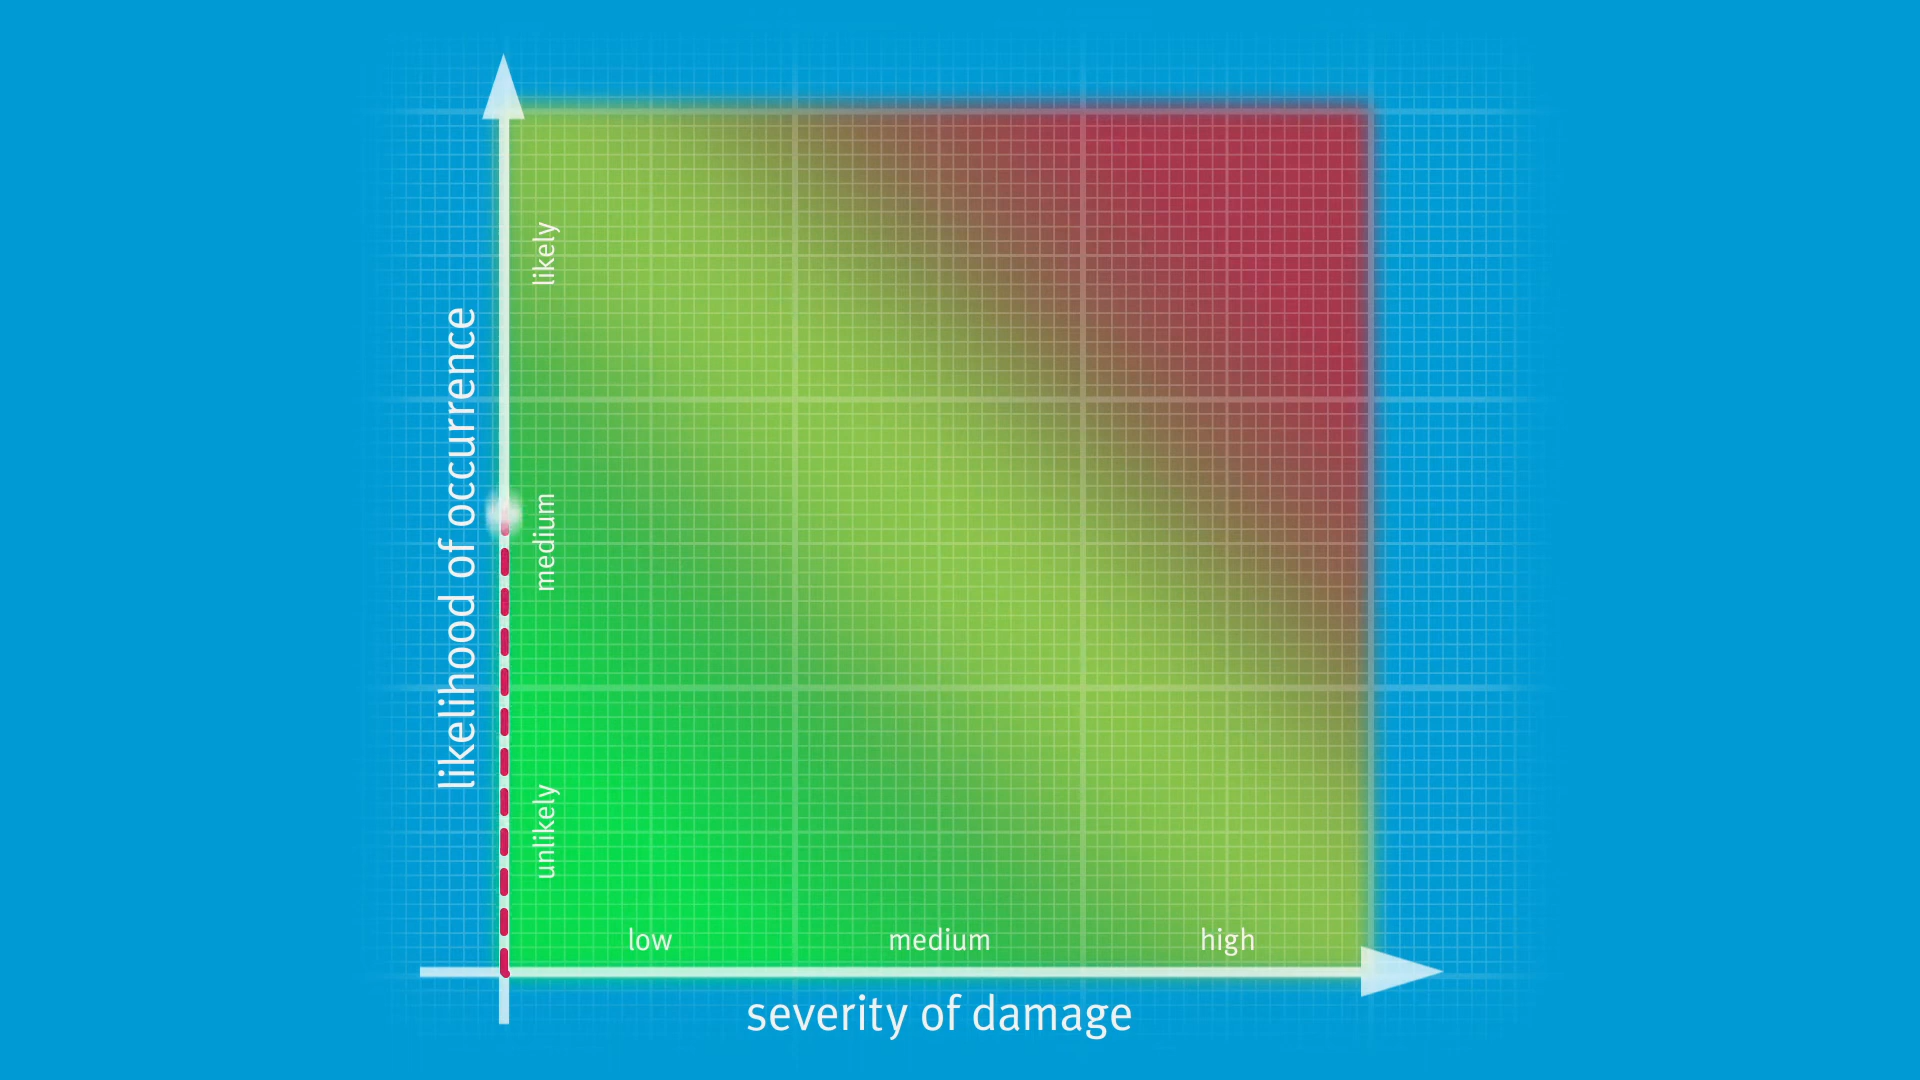 likelihood of occurrence
likely
medium
unlikely
low medium high
severity of damage